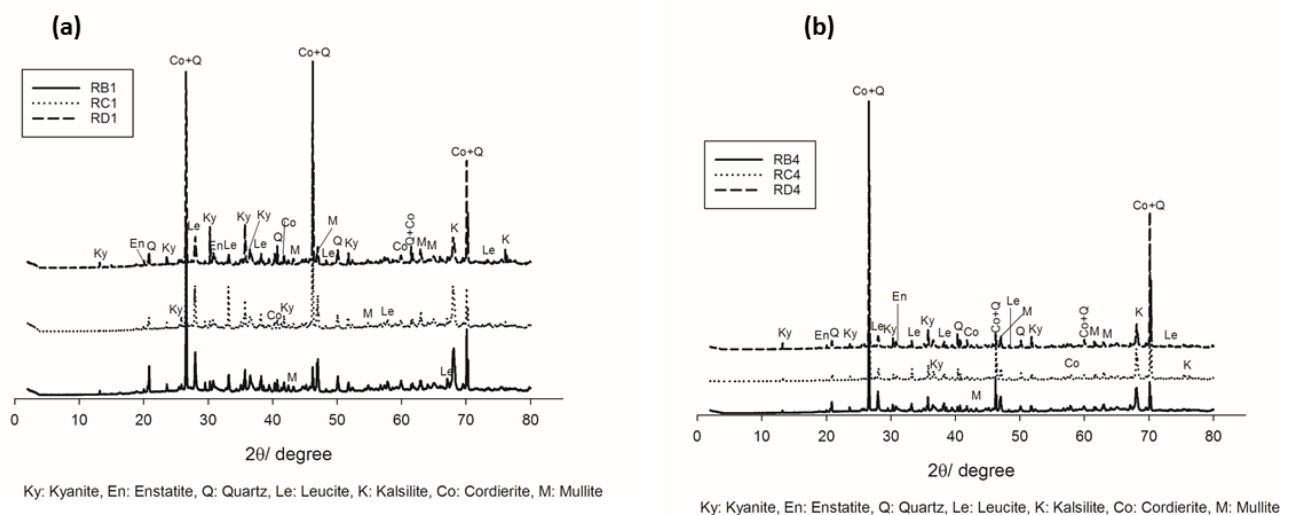 (a)
Co+Q
Co+Q
RB1
RC1
RD1
Co+Q
Ky
En
Q
Ky
Le
Ky
En
Le
Ky
Ky
Le
Q
Co
M
M
Le
Q
Ky
Co
Q+Co
M
M
K
Le
K
Ky
Co
Ky
M
Le
M
Le
0 10 20 30 40 50 60 70 80
2θ/ degree
Ky: Kyanite, En: Enstatite, Q: Quartz, Le: Leucite, K: Kalsilite, Co: Cordierite, M: Mullite
(b)
Co+Q
RB4
RC4
RD4
Co+Q
Ky
En
Q
Ky
Le
Ky
En
Le
Ky
Le
Q
Co
Co+Q
Le
M
Q
Ky
Co+Q
M
M
K
Le
Ky
Co
K
M
0 10 20 30 40 50 60 70 80
2θ/ degree
Ky: Kyanite, En: Enstatite, Q: Quartz, Le: Leucite, K: Kalsilite, Co: Cordierite, M: Mullite